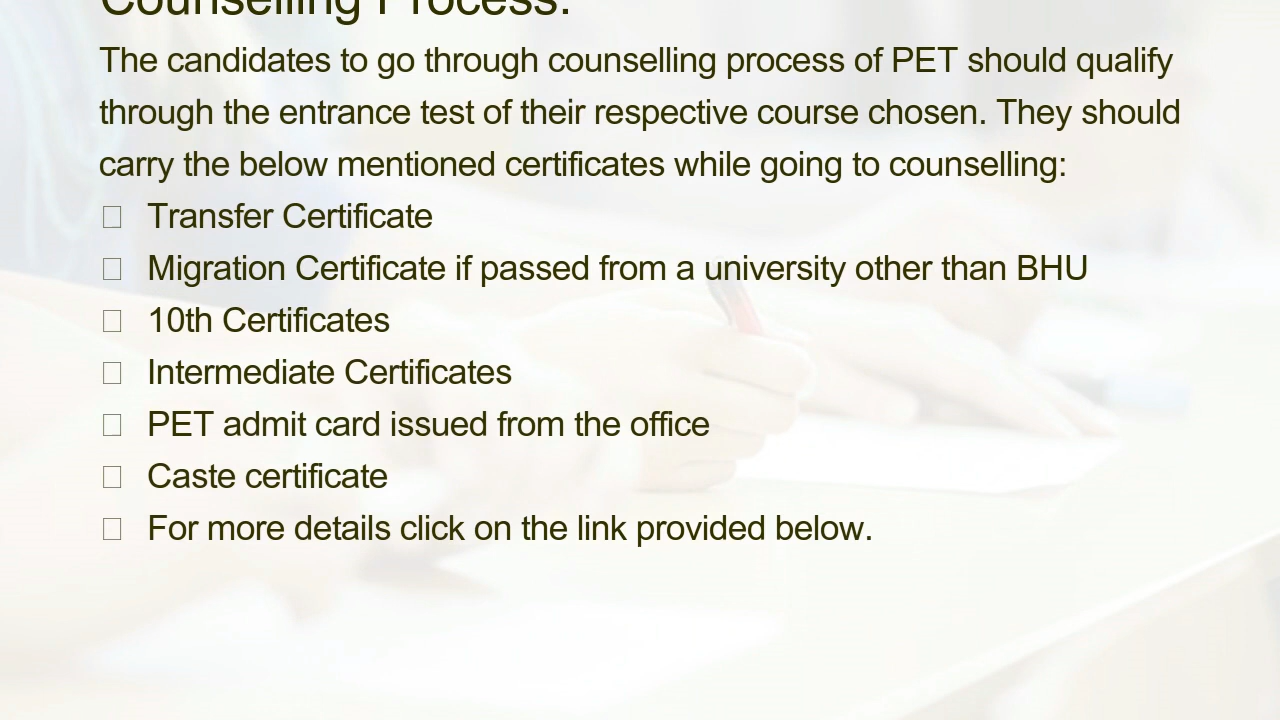 Counselling Process:
The candidates to go through counselling process of PET should qualify
through the entrance test of their respective course chosen. They should
carry the below mentioned certificates while going to counselling:
Transfer Certificate
Migration Certificate if passed from a university other than BHU
10th Certificates
Intermediate Certificates
PET admit card issued from the office
Caste certificate
For more details click on the link provided below.